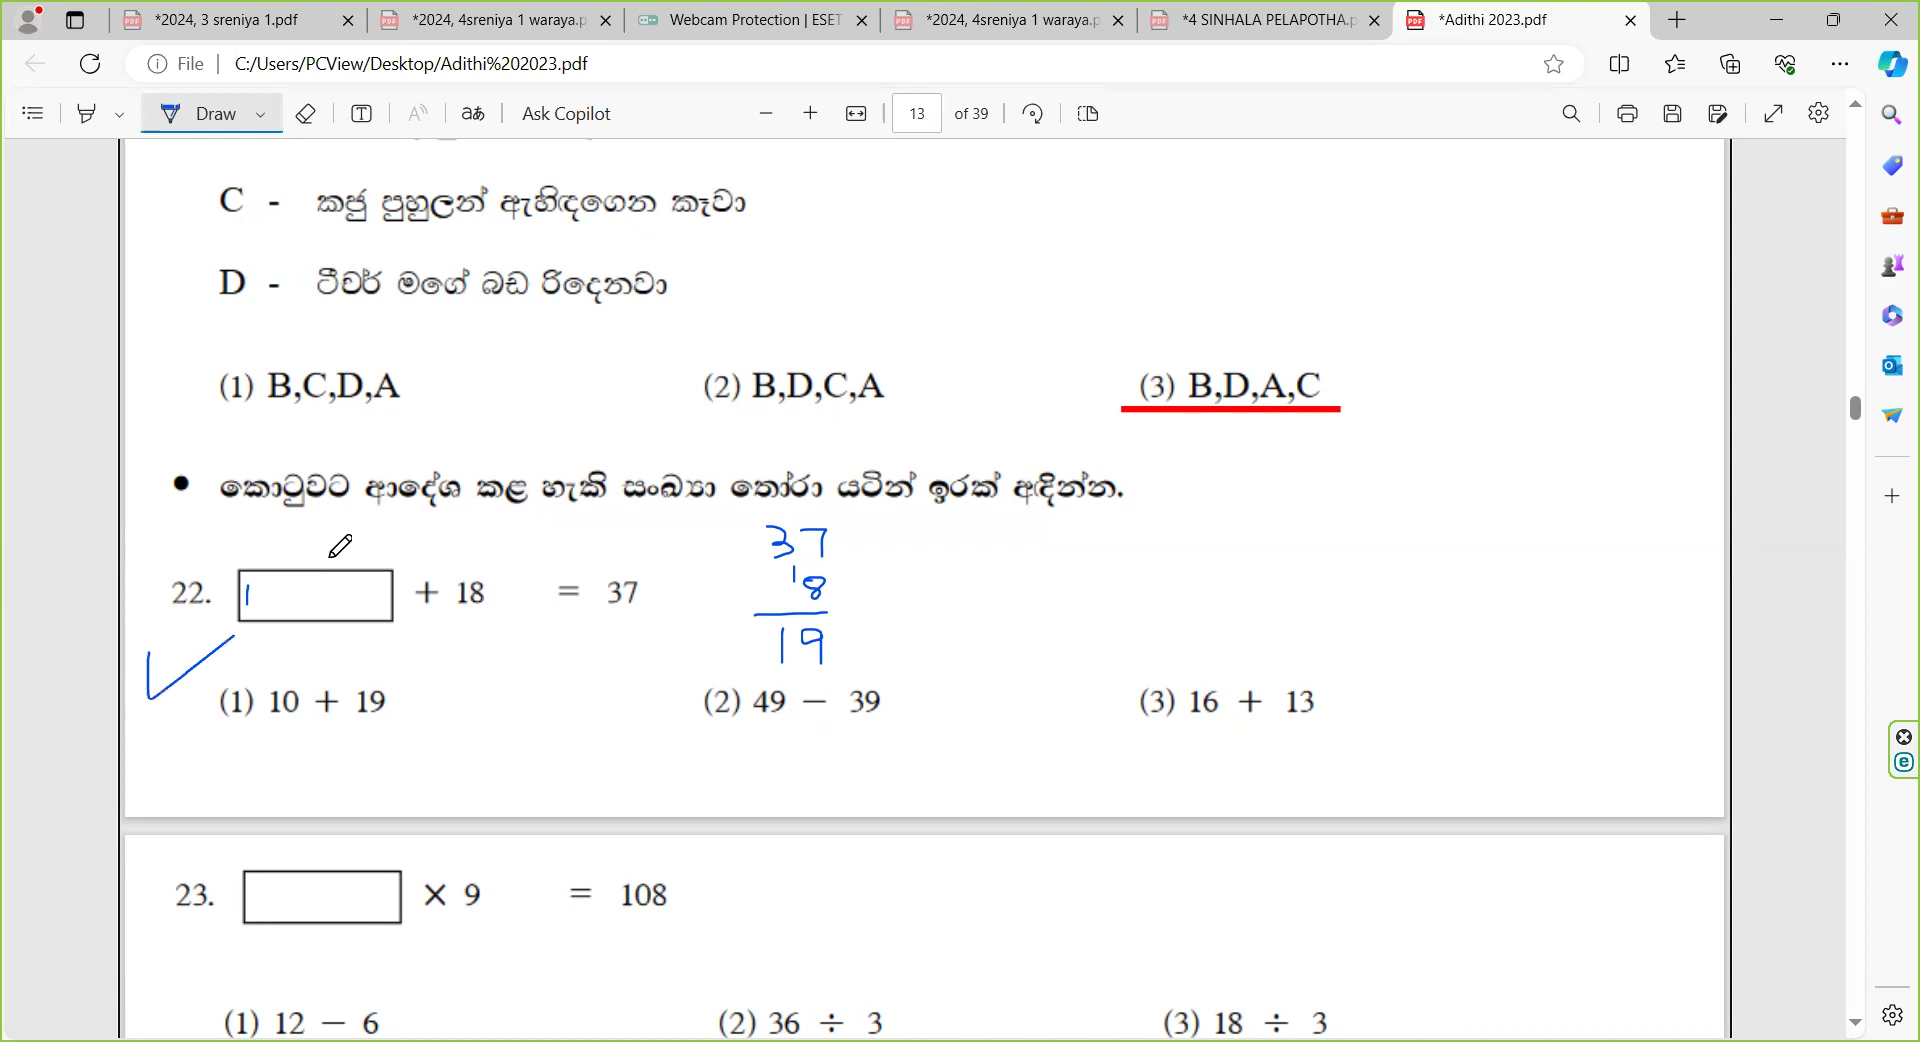 *2024, 3 sreniya 1.pdf
*2024, 4sreniya 1 waraya.p
Webcam Protection | ESET
*2024, 4sreniya 1 waraya.p
*4 SINHALA PELAPOTHA.p
*Adithi 2023.pdf
File
C:/Users/PCView/Desktop/Adithi%202023.pdf
Draw
Ask Copilot
13
of 39
C - කජු පුහුලන් ඇහිඳගෙන කෑවා
D - ටීචර් මගේ බඩ රිදෙනවා
(1) B,C,D,A
(2) B,D,C,A
(3) B,D,A,C
• කොටුවට ආදේශ කළ හැකි සංඛ්‍යා තෝරා යටින් ඉරක් අඳින්න.
37
18
19
22. 1 + 18 = 37
(1) 10 + 19
(2) 49 − 39
(3) 16 + 13
23. × 9 = 108
(1) 12 − 6
(2) 36 ÷ 3
(3) 18 ÷ 3